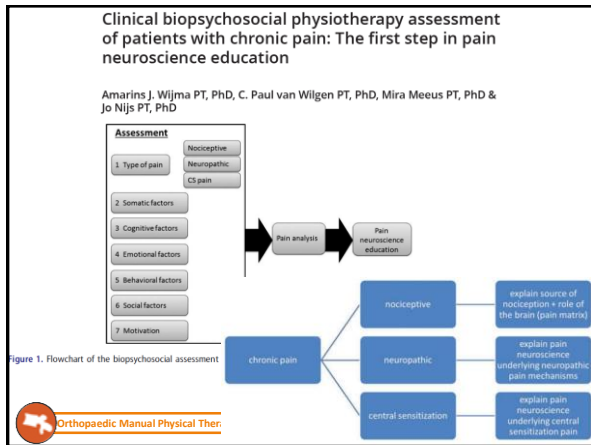 Clinical biopsychosocial physiotherapy assessment
of patients with chronic pain: The first step in pain
neuroscience education
Amarins J. Wijma PT, PhD, C. Paul van Wilgen PT, PhD, Mira Meeus PT, PhD &
Jo Nijs PT, PhD
Assessment
1 Type of pain
Nociceptive
Neuropathic
CS pain
2 Somatic factors
3 Cognitive factors
4 Emotional factors
5 Behavioral factors
6 Social factors
7 Motivation
Pain analysis
Pain
neuroscience
education
Figure 1. Flowchart of the biopsychosocial assessment
chronic pain
nociceptive
explain source of
nociception + role of
the brain (pain matrix)
neuropathic
explain pain
neuroscience
underlying neuropathic
pain mechanisms
central sensitization
explain pain
neuroscience
underlying central
sensitization pain
Orthopaedic Manual Physical